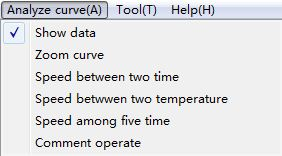 Analyze curve(A) Tool(T) Help(H)
Show data
Zoom curve
Speed between two time
Speed betwwen two temperature
Speed among five time
Comment operate